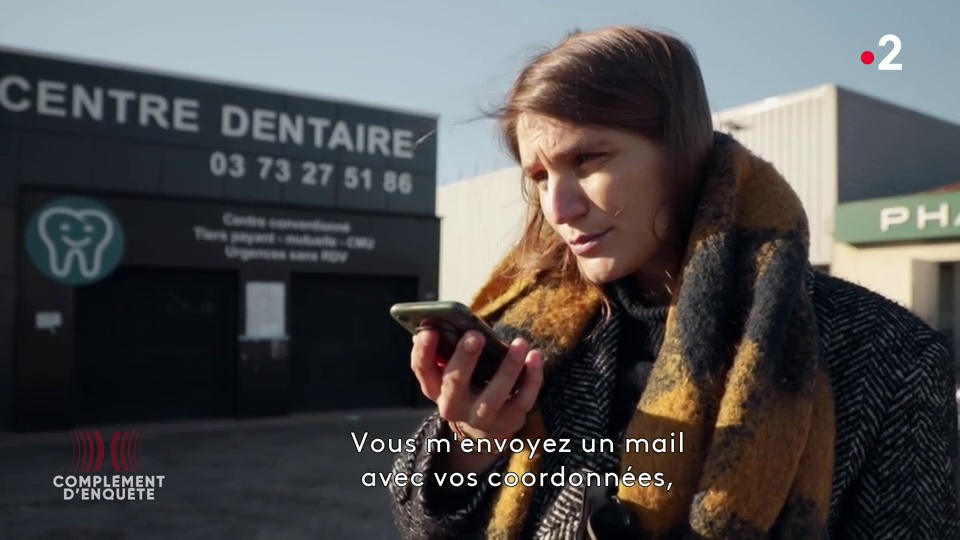 2
CENTRE DENTAIRE
03 73 27 51 86
Centre conventionné
Tiers payant - mutuelle - CMU
Urgences sans RDV
PHA
Vous m'envoyez un mail
avec vos coordonnées,
COMPLÉMENT
D'ENQUÊTE